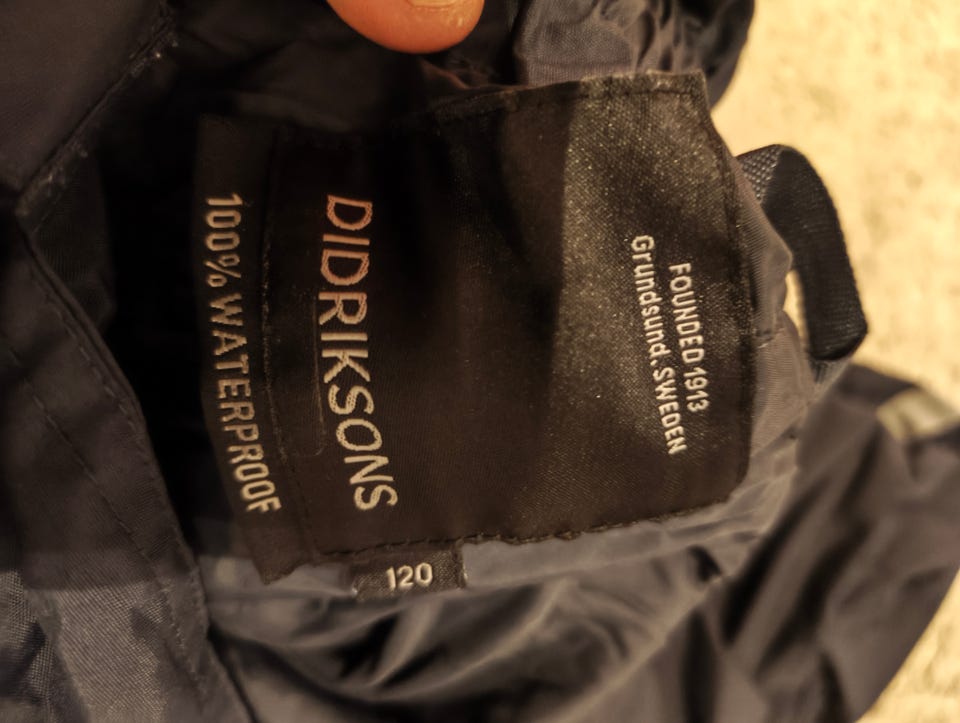 FOUNDED 1913
Grundsund. SWEDEN
DIDRIKSONS
100% WATERPROOF
120